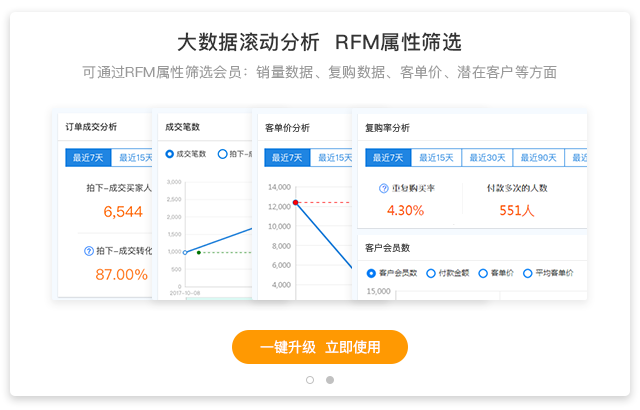 大数据滚动分析 RFM属性筛选
可通过RFM属性筛选会员：销量数据、复购数据、客单价、潜在客户等方面
订单成交分析
最近7天 最近15天
拍下-成交买家人
6,544
拍下-成交转化
87.00%
成交笔数
成交笔数 拍下-成
3,000
2,500
2,000
1,500
1,000
500
0
2017-10-08
客单价分析
最近7天 最近15
14,000
12,000
10,000
8,000
6,000
4,000
复购率分析
最近7天 最近15天 最近30天 最近90天 最近
重复购买率 付款多次的人数
4.30% 551人
客户会员数
客户会员数 付款金额 客单价 平均客单价
15,000
一键升级 立即使用